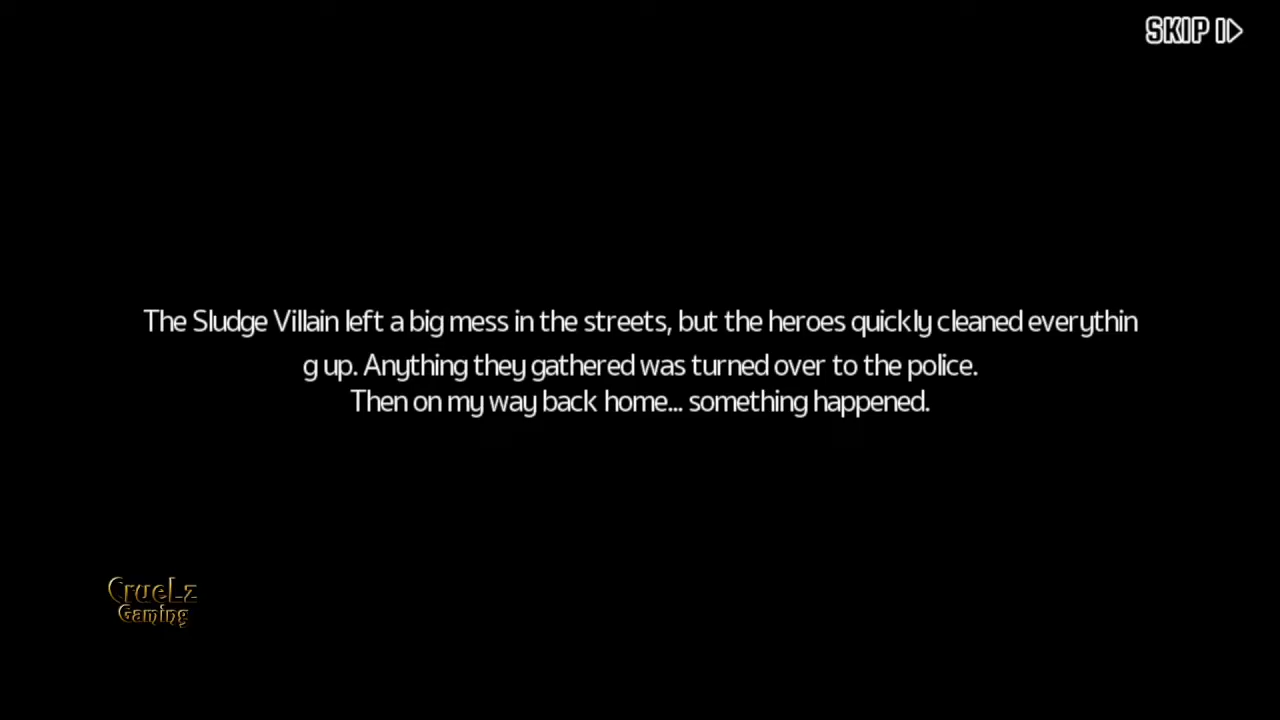 SKIP
The Sludge Villain left a big mess in the streets, but the heroes quickly cleaned everythin
g up. Anything they gathered was turned over to the police.
Then on my way back home... something happened.
CrueLz
Gaming